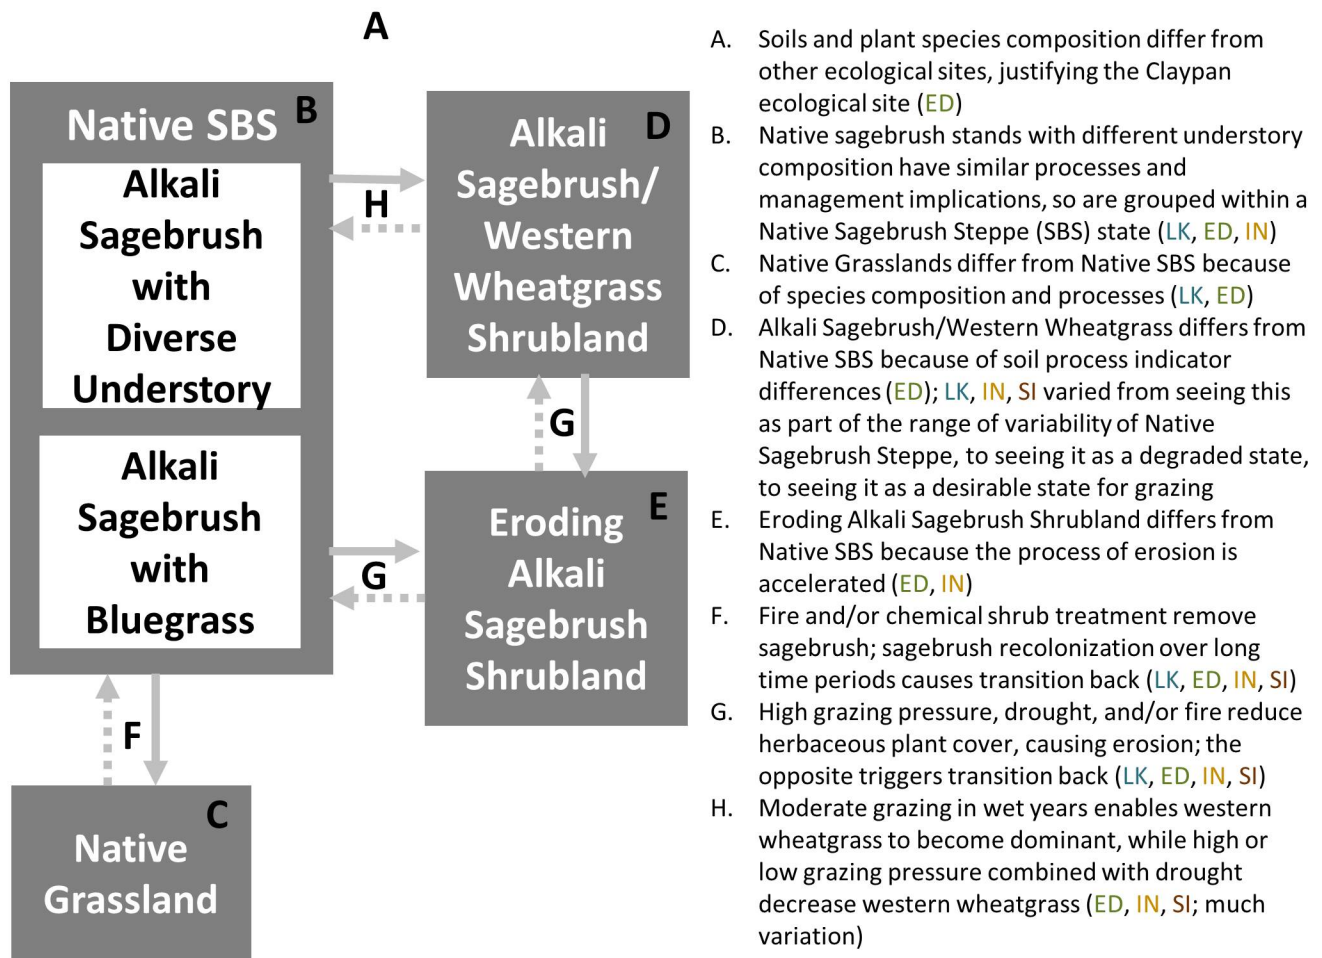 A
Native SBS B
Alkali
Sagebrush
with
Diverse
Understory
Alkali
Sagebrush
with
Bluegrass
H
Alkali D
Sagebrush/
Western
Wheatgrass
Shrubland
G
G
Eroding E
Alkali
Sagebrush
Shrubland
F
C
Native
Grassland
A. Soils and plant species composition differ from
other ecological sites, justifying the Claypan
ecological site (ED)
B. Native sagebrush stands with different understory
composition have similar processes and
management implications, so are grouped within a
Native Sagebrush Steppe (SBS) state (LK, ED, IN)
C. Native Grasslands differ from Native SBS because
of species composition and processes (LK, ED)
D. Alkali Sagebrush/Western Wheatgrass differs from
Native SBS because of soil process indicator
differences (ED); LK, IN, SI varied from seeing this
as part of the range of variability of Native
Sagebrush Steppe, to seeing it as a degraded state,
to seeing it as a desirable state for grazing
E. Eroding Alkali Sagebrush Shrubland differs from
Native SBS because the process of erosion is
accelerated (ED, IN)
F. Fire and/or chemical shrub treatment remove
sagebrush; sagebrush recolonization over long
time periods causes transition back (LK, ED, IN, SI)
G. High grazing pressure, drought, and/or fire reduce
herbaceous plant cover, causing erosion; the
opposite triggers transition back (LK, ED, IN, SI)
H. Moderate grazing in wet years enables western
wheatgrass to become dominant, while high or
low grazing pressure combined with drought
decrease western wheatgrass (ED, IN, SI; much
variation)